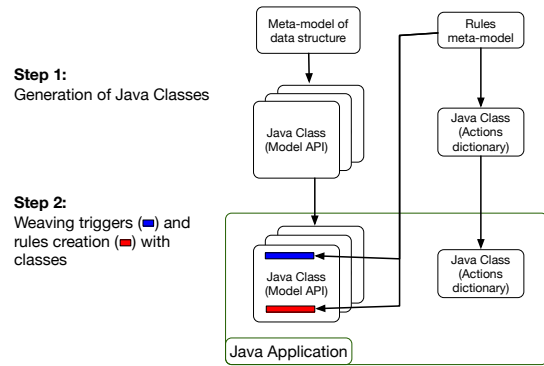 Meta-model of
data structure
Rules
meta-model
Step 1:
Generation of Java Classes
Java Class
(Model API)
Java Class
(Actions
dictionary)
Step 2:
Weaving triggers ( ) and
rules creation ( ) with
classes
Java Class
(Model API)
Java Class
(Actions
dictionary)
Java Application